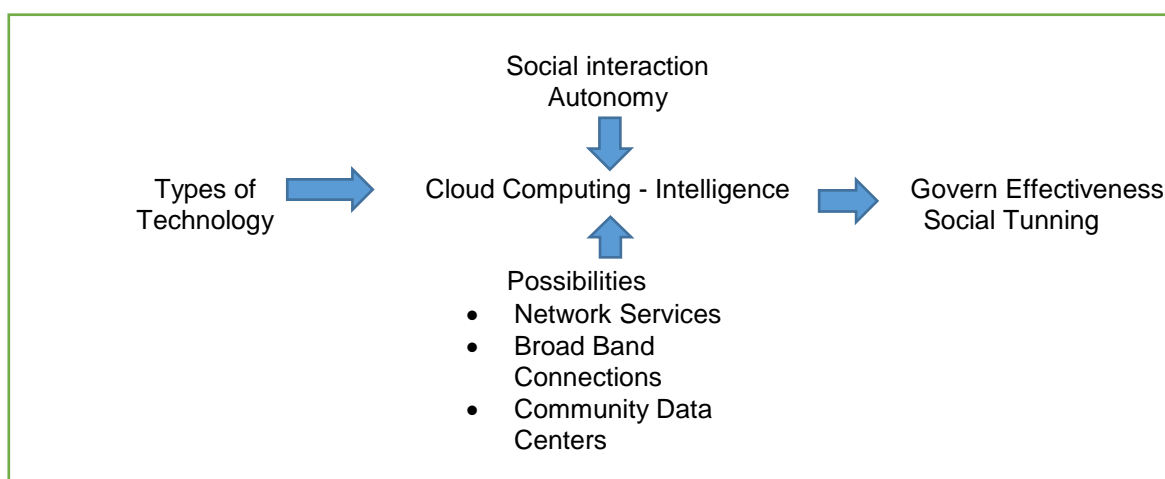 Social interaction
Autonomy
Types of
Technology
Cloud Computing - Intelligence
Govern Effectiveness
Social Tunning
Possibilities
• Network Services
• Broad Band
Connections
• Community Data
Centers